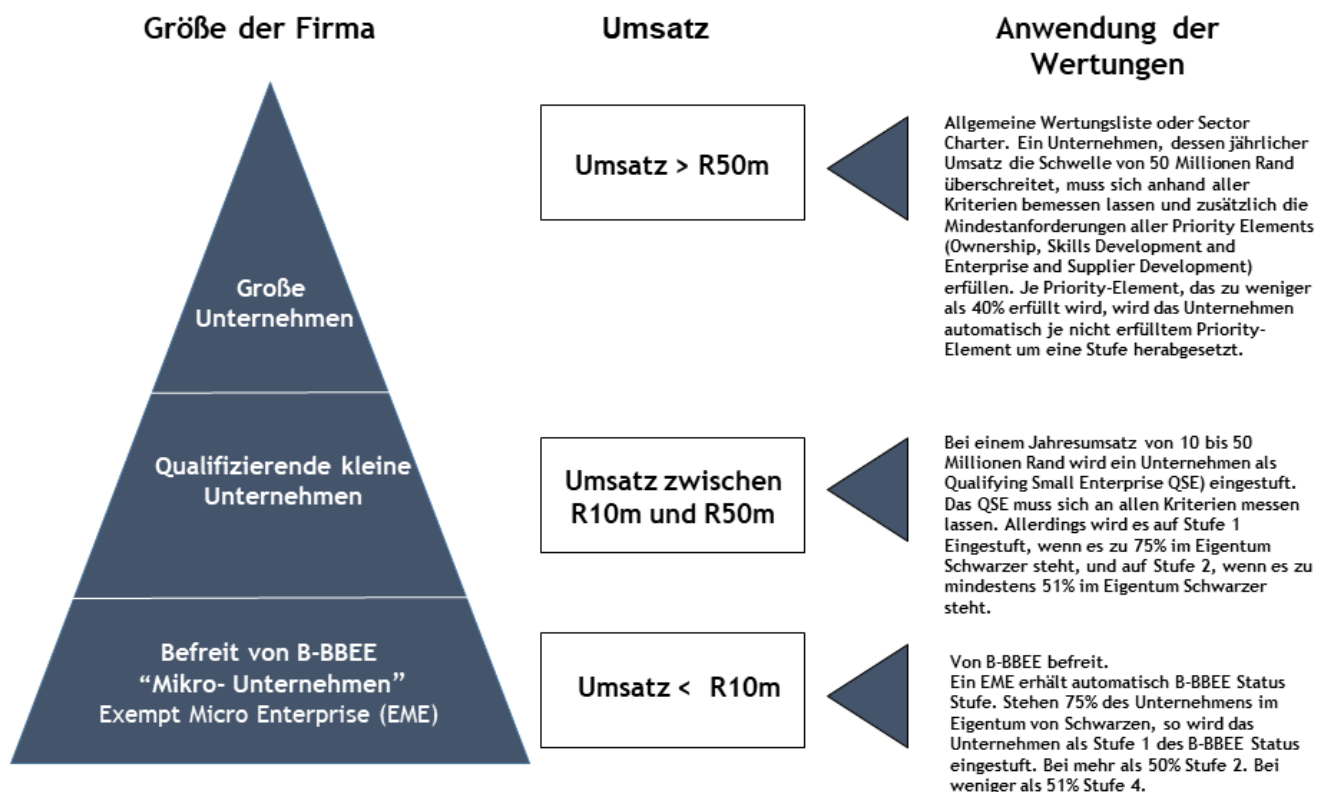 Größe der Firma
Umsatz
Anwendung der
Wertungen
Große
Unternehmen
Umsatz > R50m
Allgemeine Wertungsliste oder Sector
Charter. Ein Unternehmen, dessen jährlicher
Umsatz die Schwelle von 50 Millionen Rand
überschreitet, muss sich anhand aller
Kriterien bemessen lassen und zusätzlich die
Mindestanforderungen aller Priority Elements
(Ownership, Skills Development and
Enterprise and Supplier Development)
erfüllen. Je Priority-Element, das zu weniger
als 40% erfüllt wird, wird das Unternehmen
automatisch je nicht erfülltem Priority-
Element um eine Stufe herabgesetzt.
Qualifizierende kleine
Unternehmen
Umsatz zwischen
R10m und R50m
Bei einem Jahresumsatz von 10 bis 50
Millionen Rand wird ein Unternehmen als
Qualifying Small Enterprise QSE) eingestuft.
Das QSE muss sich an allen Kriterien messen
lassen. Allerdings wird es auf Stufe 1
Eingestuft, wenn es zu 75% im Eigentum
Schwarzer steht, und auf Stufe 2, wenn es zu
mindestens 51% im Eigentum Schwarzer
steht.
Befreit von B-BBEE
“Mikro- Unternehmen”
Exempt Micro Enterprise (EME)
Umsatz < R10m
Von B-BBEE befreit.
Ein EME erhält automatisch B-BBEE Status
Stufe. Stehen 75% des Unternehmens im
Eigentum von Schwarzen, so wird das
Unternehmen als Stufe 1 des B-BBEE Status
eingestuft. Bei mehr als 50% Stufe 2. Bei
weniger als 51% Stufe 4.